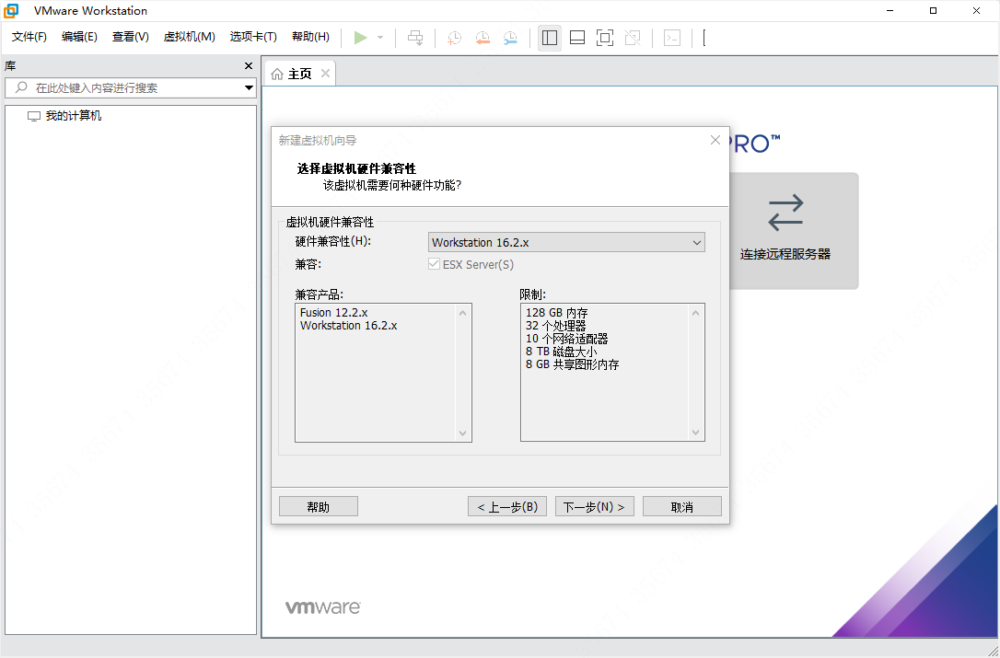 VMware Workstation
文件(F) 编辑(E) 查看(V) 虚拟机(M) 选项卡(T) 帮助(H)
库
主页
在此处键入内容进行搜索
我的计算机
PRO™
连接远程服务器
新建虚拟机向导
选择虚拟机硬件兼容性
该虚拟机需要何种硬件功能?
虚拟机硬件兼容性
硬件兼容性(H): Workstation 16.2.x
兼容: ESX Server(S)
兼容产品:
Fusion 12.2.x
Workstation 16.2.x
限制:
128 GB 内存
32 个处理器
10 个网络适配器
8 TB 磁盘大小
8 GB 共享图形内存
帮助 < 上一步(B) 下一步(N) > 取消
vmware